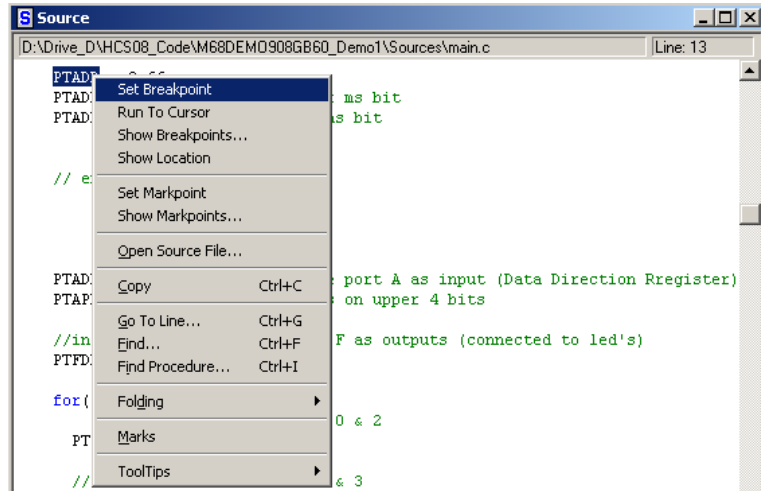 Source
D:\Drive_D\HCS08_Code\M68DEMO908GB60_Demo1\Sources\main.c Line: 13
PTADD
PTAD ms bit
PTAD ms bit
// e
PTAD port A as input (Data Direction Rregister)
PTAP on upper 4 bits
//in F as outputs (connected to led's)
PTFD
for(
0 & 2
PT
// & 3
Set Breakpoint
Run To Cursor
Show Breakpoints...
Show Location
Set Markpoint
Show Markpoints...
Open Source File...
Copy Ctrl+C
Go To Line... Ctrl+G
Find... Ctrl+F
Find Procedure... Ctrl+I
Folding
Marks
ToolTips